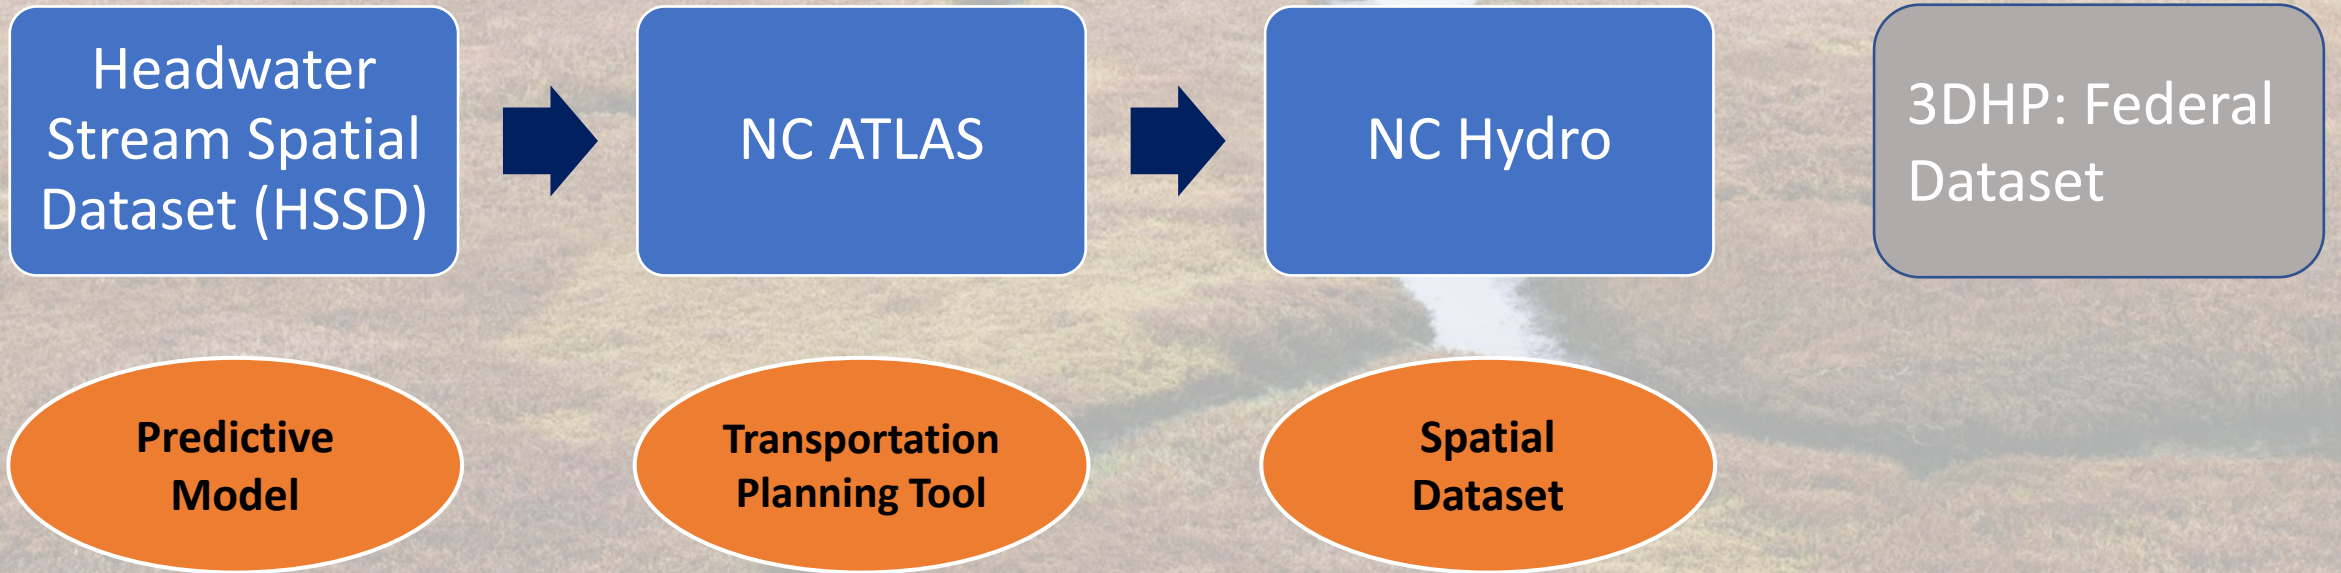 Headwater
Stream Spatial
Dataset (HSSD)
NC ATLAS
NC Hydro
3DHP: Federal
Dataset
Predictive
Model
Transportation
Planning Tool
Spatial
Dataset